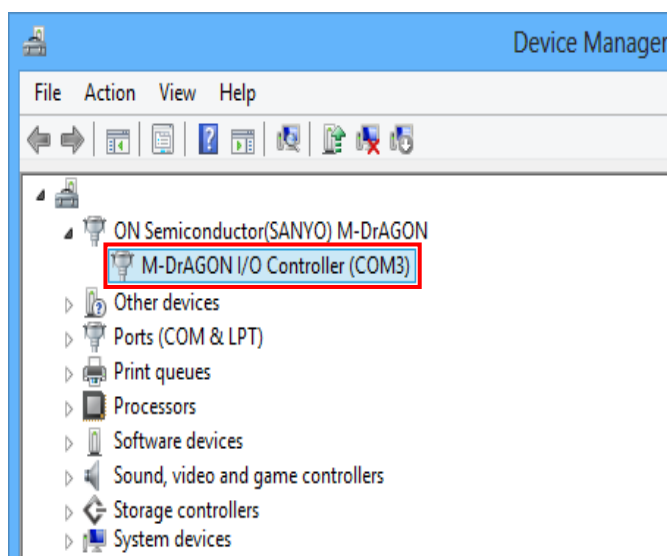 Device Manager
File Action View Help
ON Semiconductor(SANYO) M-DrAGON
M-DrAGON I/O Controller (COM3)
Other devices
Ports (COM & LPT)
Print queues
Processors
Software devices
Sound, video and game controllers
Storage controllers
System devices